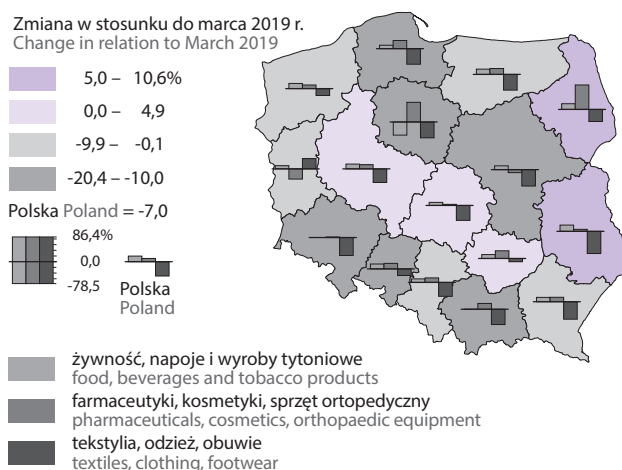 Zmiana w stosunku do marca 2019 r.
Change in relation to March 2019
5,0 – 10,6%
0,0 – 4,9
-9,9 – -0,1
-20,4 – -10,0
Polska Poland = -7,0
86,4%
0,0
-78,5
Polska
Poland
żywność, napoje i wyroby tytoniowe
food, beverages and tobacco products
farmaceutyki, kosmetyki, sprzęt ortopedyczny
pharmaceuticals, cosmetics, orthopaedic equipment
tekstylia, odzież, obuwie
textiles, clothing, footwear